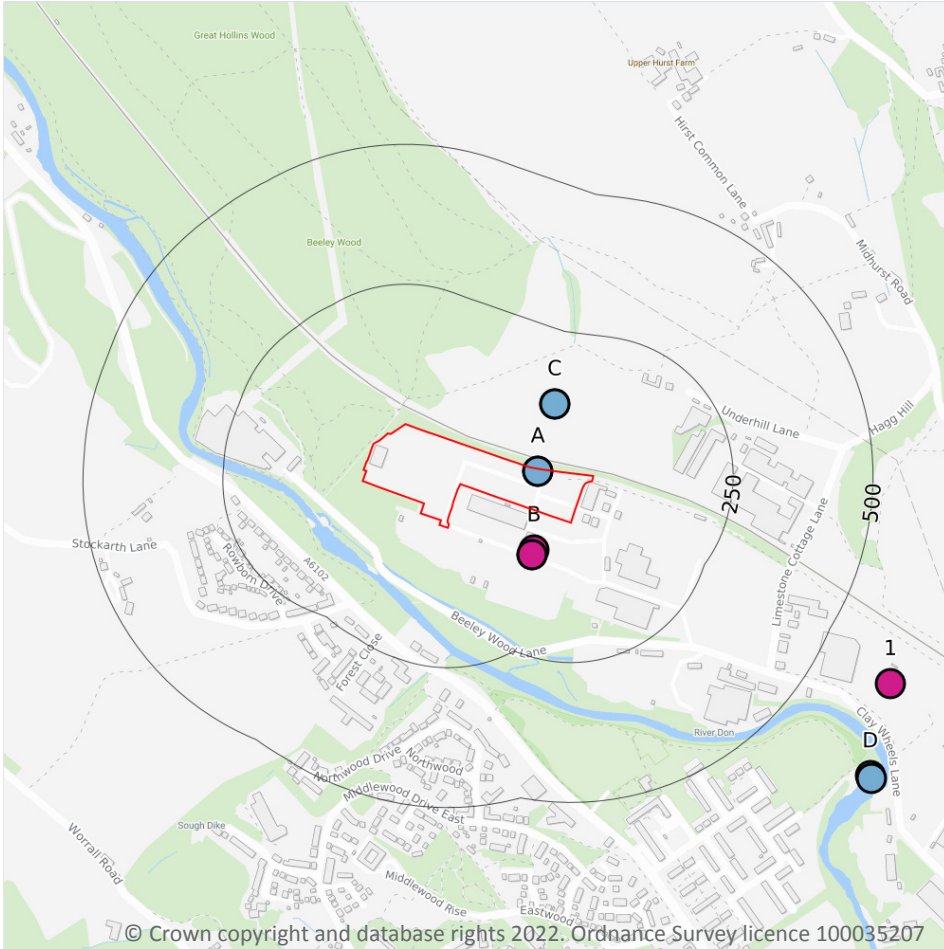 Great Hollins Wood
Upper Hurst Farm
Hirst Common Lane
Beeley Wood
Midhurst Road
C
Underhill Lane
Hagg Hill
A
250
500
B
Stockarth Lane
Rowborn Drive
A6102
Limestone Cottage Lane
Beeley Wood Lane
Forest Close
1
Clay Wheels Lane
River Don
D
Northwood Drive
Northwood
Middlewood Drive East
Sough Dike
Worrall Road
Middlewood Rise
Eastwood
© Crown copyright and database rights 2022. Ordnance Survey licence 100035207